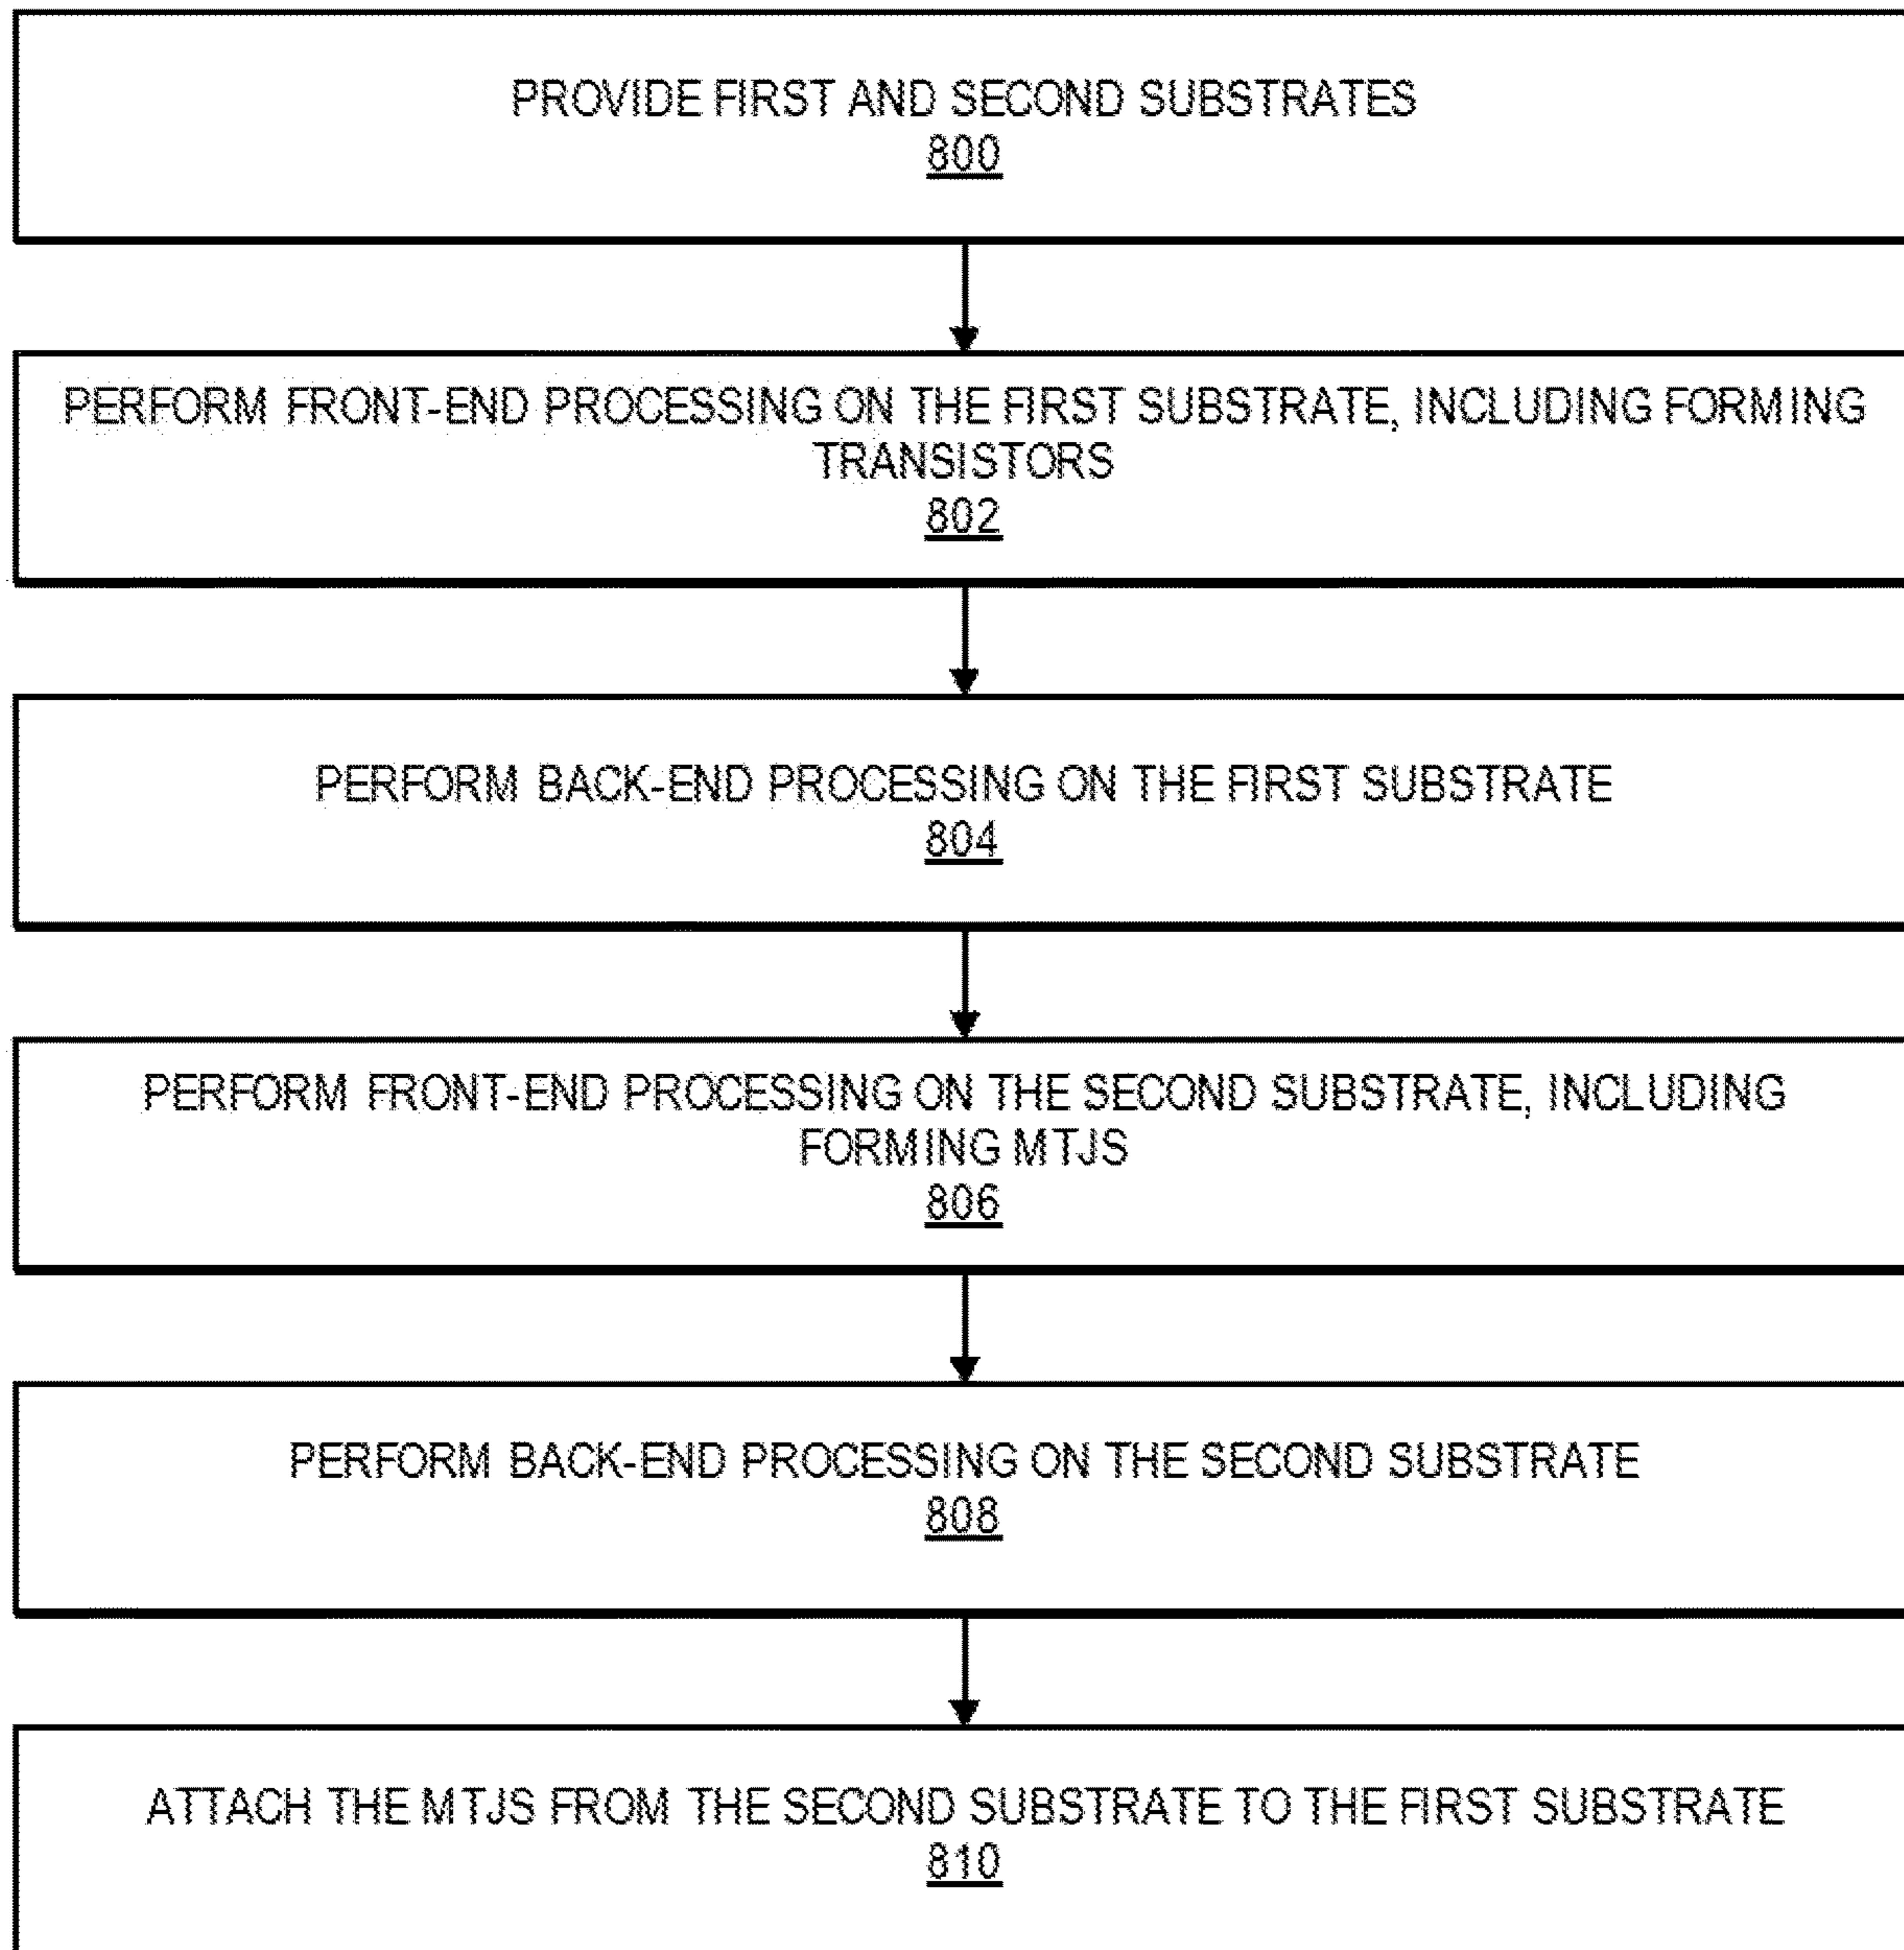 PROVIDE FIRST AND SECOND SUBSTRATES
800
PERFORM FRONT-END PROCESSING ON THE FIRST SUBSTRATE, INCLUDING FORMING
TRANSISTORS
802
PERFORM BACK-END PROCESSING ON THE FIRST SUBSTRATE
804
PERFORM FRONT-END PROCESSING ON THE SECOND SUBSTRATE, INCLUDING
FORMING MTJS
806
PERFORM BACK-END PROCESSING ON THE SECOND SUBSTRATE
808
ATTACH THE MTJS FROM THE SECOND SUBSTRATE TO THE FIRST SUBSTRATE
810